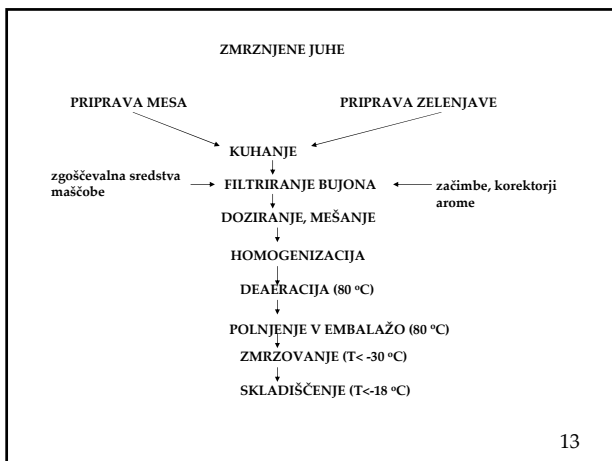 ZMRZNJENE JUHE
PRIPRAVA MESA
PRIPRAVA ZELENJAVE
KUHANJE
zgoščevalna sredstva
maščobe
FILTRIRANJE BUJONA
začimbe, korektorji
arome
DOZIRANJE, MEŠANJE
HOMOGENIZACIJA
DEAERACIJA (80 ºC)
POLNJENJE V EMBALAŽO (80 ºC)
ZMRZOVANJE (T< -30 ºC)
SKLADIŠČENJE (T<-18 ºC)
13